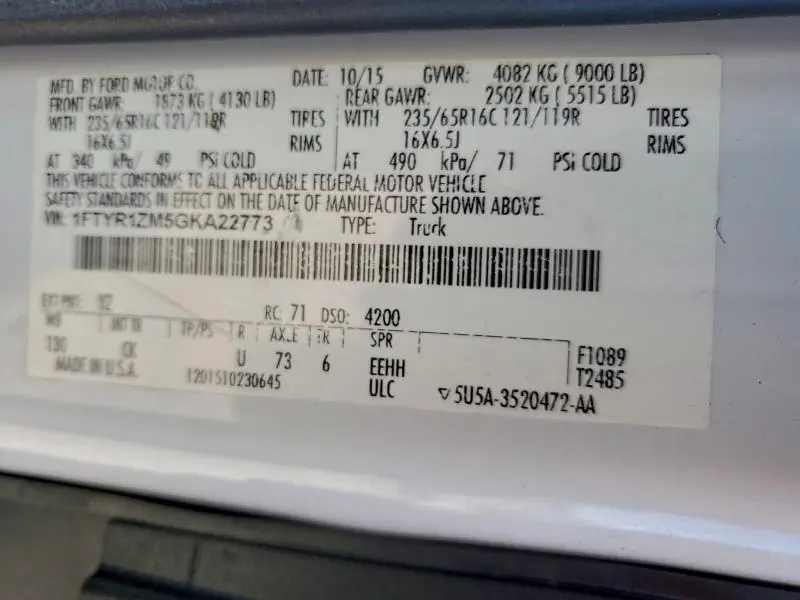 MFD. BY FORD MOTOR CO. DATE: 10/15 GVWR: 4082 KG ( 9000 LB)
FRONT GAWR: 1873 KG ( 4130 LB) REAR GAWR: 2502 KG ( 5515 LB)
WITH 235/65R16C 121/119R TIRES WITH 235/65R16C 121/119R TIRES
16X6.5J RIMS 16X6.5J RIMS
AT 340 kPa/ 49 PSI COLD AT 490 kPa/ 71 PSI COLD
THIS VEHICLE CONFORMS TO ALL APPLICABLE FEDERAL MOTOR VEHICLE
SAFETY STANDARDS IN EFFECT ON THE DATE OF MANUFACTURE SHOWN ABOVE.
VIN: 1FTYR1ZM5GKA22773 TYPE: Truck
EXT PNT: YZ RC: 71 DSO: 4200
WB INT TR TP/PS R AXLE TR SPR
130 CK U 73 6 EEHH F1089
MADE IN U.S.A. 1201510230645 ULC T2485
5U5A-3520472-AA